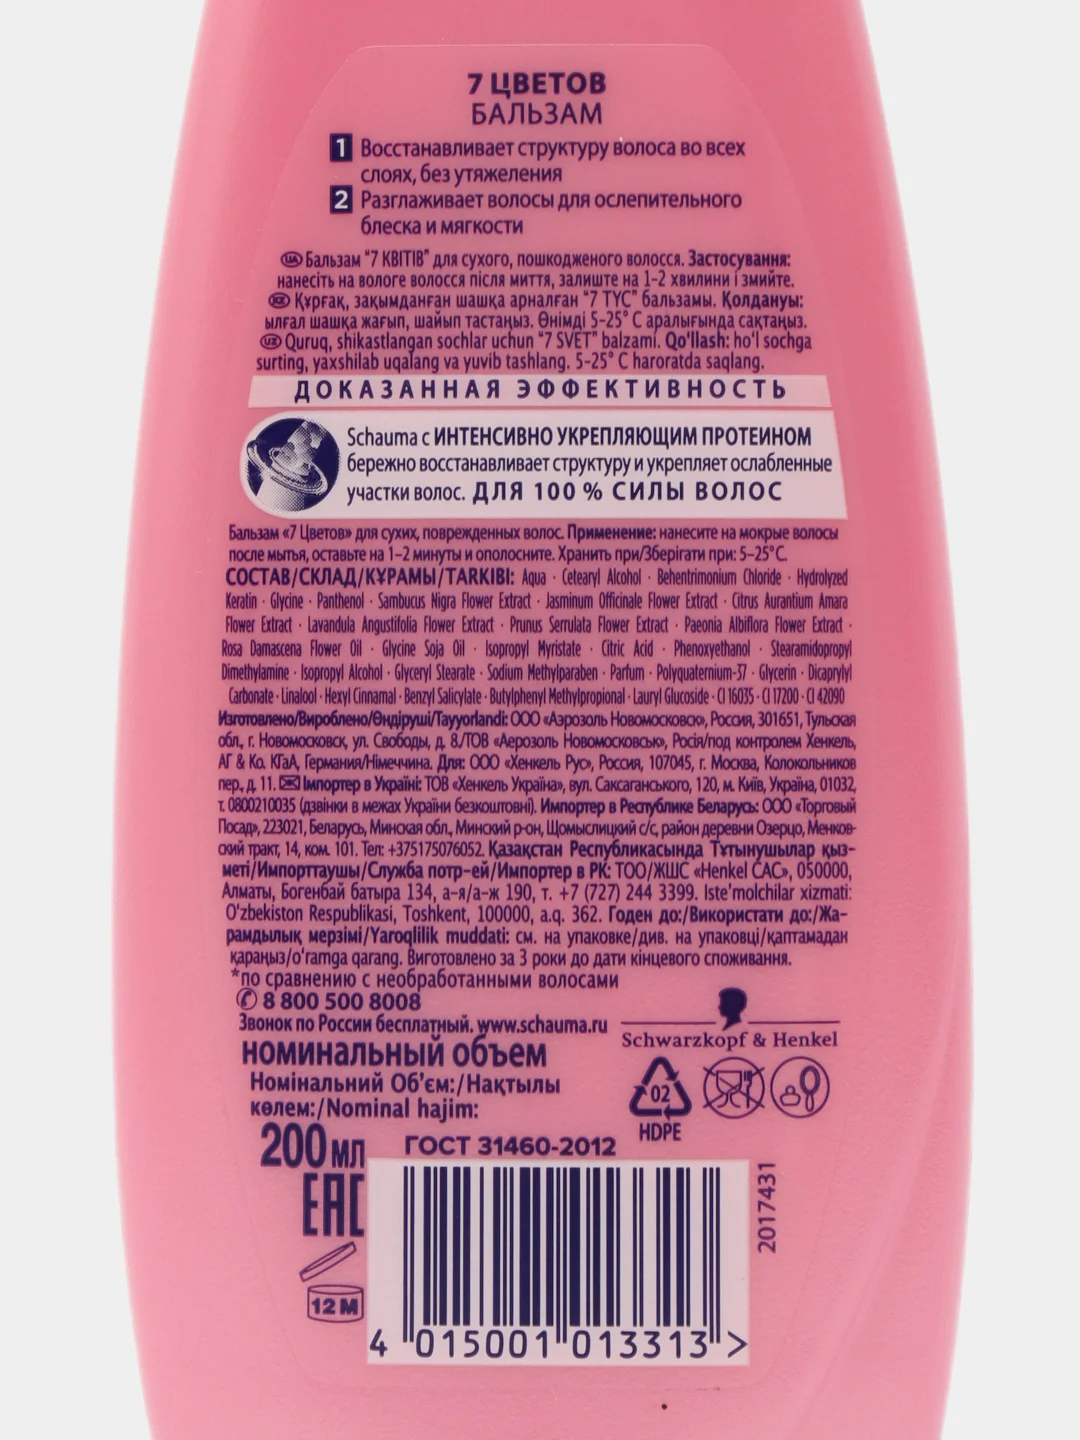 7 ЦВЕТОВ
БАЛЬЗАМ
1 Восстанавливает структуру волоса во всех
слоях, без утяжеления
2 Разглаживает волосы для ослепительного
блеска и мягкости
UA Бальзам "7 КВІТІВ" для сухого, пошкодженого волосся. Застосування:
нанесіть на вологе волосся після миття, залиште на 1-2 хвилини і змийте.
KZ Құрғақ, зақымданған шашқа арналған "7 ТҮС" бальзамы. Қолдануы:
ылғал шашқа жағып, шайып тастаңыз. Өнімді 5-25° С аралығында сақтаңыз.
UZ Quruq, shikastlangan sochlar uchun "7 SVET" balzami. Qo'llash: ho'l sochga
surting, yaxshilab uqalang va yuvib tashlang. 5-25° C haroratda saqlang.
ДОКАЗАННАЯ ЭФФЕКТИВНОСТЬ
Schauma с ИНТЕНСИВНО УКРЕПЛЯЮЩИМ ПРОТЕИНОМ
бережно восстанавливает структуру и укрепляет ослабленные
участки волос. ДЛЯ 100 % СИЛЫ ВОЛОС
Бальзам «7 Цветов» для сухих, поврежденных волос. Применение: нанесите на мокрые волосы
после мытья, оставьте на 1-2 минуты и ополосните. Хранить при/Зберігати при: 5-25°C.
СОСТАВ/СКЛАД/ҚҰРАМЫ/TARKIBI: Aqua · Cetearyl Alcohol · Behentrimonium Chloride · Hydrolyzed
Keratin · Glycine · Panthenol · Sambucus Nigra Flower Extract · Jasminum Officinale Flower Extract · Citrus Aurantium Amara
Flower Extract · Lavandula Angustifolia Flower Extract · Prunus Serrulata Flower Extract · Paeonia Albiflora Flower Extract ·
Rosa Damascena Flower Oil · Glycine Soja Oil · Isopropyl Myristate · Citric Acid · Phenoxyethanol · Stearamidopropyl
Dimethylamine · Isopropyl Alcohol · Glyceryl Stearate · Sodium Methylparaben · Parfum · Polyquaternium-37 · Glycerin · Dicaprylyl
Carbonate · Linalool · Hexyl Cinnamal · Benzyl Salicylate · Butylphenyl Methylpropional · Lauryl Glucoside · CI 16035 · CI 17200 · CI 42090
Изготовлено/Вироблено/Өндіруші/Tayyorlandi: ООО «Аэрозоль Новомосковск», Россия, 301651, Тульская
обл., г. Новомосковск, ул. Свободы, д. 8./ТОВ «Аерозоль Новомосковськ», Росія/под контролем Хенкель,
АГ & Ко. КГаА, Германия/Німеччина. Для: ООО «Хенкель Рус», Россия, 107045, г. Москва, Колокольников
пер., д. 11. Імпортер в Україні: ТОВ «Хенкель Україна», вул. Саксаганського, 120, м. Київ, Україна, 01032,
т. 0800210035 (дзвінки в межах України безкоштовні). Импортер в Республике Беларусь: ООО «Торговый
Посад», 223021, Беларусь, Минская обл., Минский р-он, Щомыслицкий с/с, район деревни Озерцо, Менков-
ский тракт, 14, ком. 101. Тел: +375175076052. Қазақстан Республикасында Тұтынушылар қыз-
меті/Импорттаушы/Служба потр-ей/Импортер в РК: ТОО/ЖШС «Henkel САС», 050000,
Алматы, Богенбай батыра 134, а-я/а-ж 190, т. +7 (727) 244 3399. Iste'molchilar xizmati:
O'zbekiston Respublikasi, Toshkent, 100000, a.q. 362. Годен до:/Використати до:/Жа-
рамдылық мерзімі/Yaroqlilik muddati: см. на упаковке/див. на упаковці/қаптамадан
қараңыз/o'ramga qarang. Виготовлено за 3 роки до дати кінцевого споживання.
*по сравнению с необработанными волосами
8 800 500 8008
Звонок по России бесплатный. www.schauma.ru
Schwarzkopf & Henkel
НОМИНАЛЬНЫЙ ОБЪЕМ
Номінальний Об'єм:/Нақтылы
көлем:/Nominal hajim:
02
HDPE
200 МЛ
ГОСТ 31460-2012
EAC
12 M
2017431
4 015001 013313 >